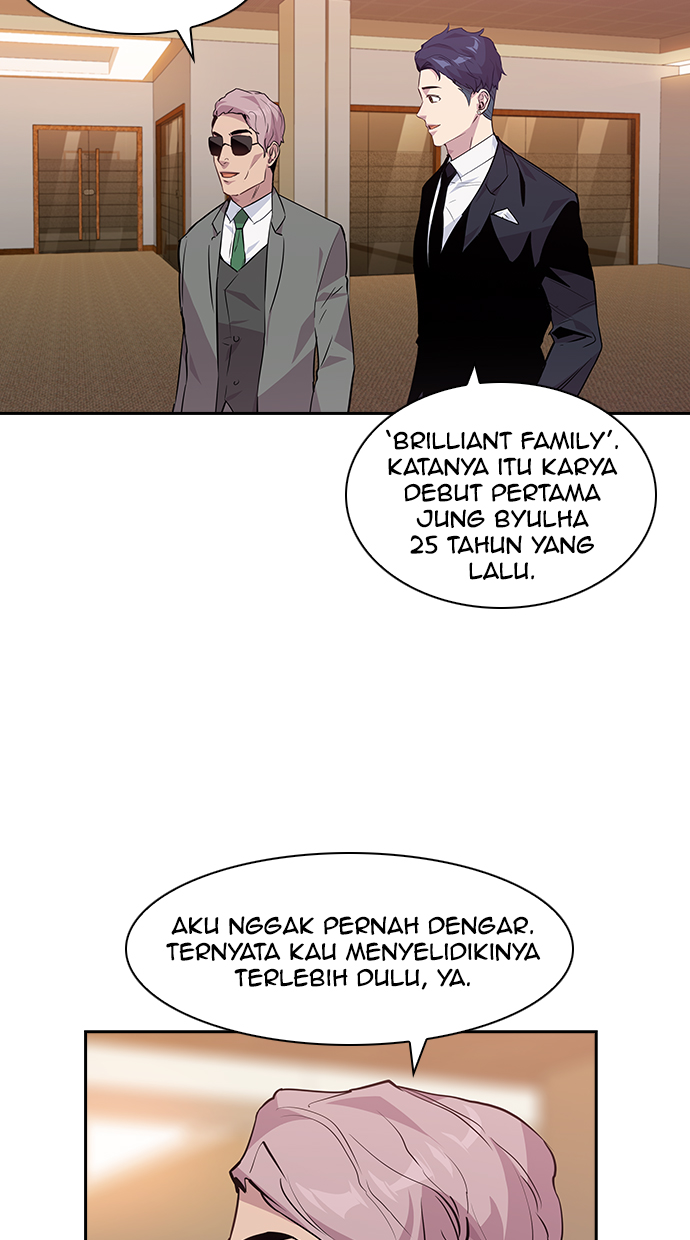 'BRILLIANT FAMILY'.
KATANYA ITU KARYA
DEBUT PERTAMA
JUNG BYULHA
25 TAHUN YANG
LALU.
AKU NGGAK PERNAH DENGAR.
TERNYATA KAU MENYELIDIKINYA
TERLEBIH DULU, YA.